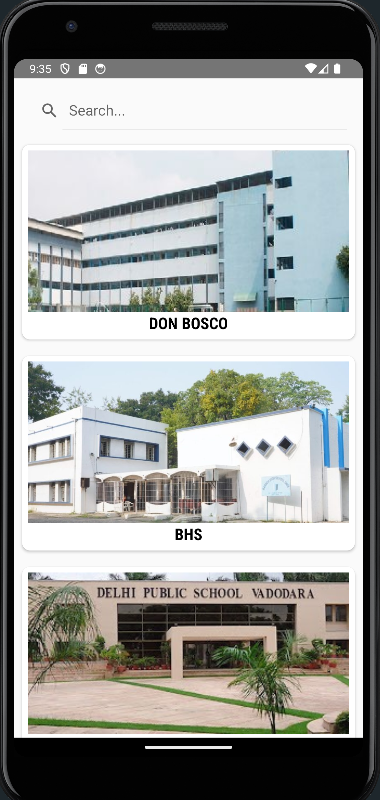 9:35
Search...
DON BOSCO
BHS
DELHI PUBLIC SCHOOL VADODARA